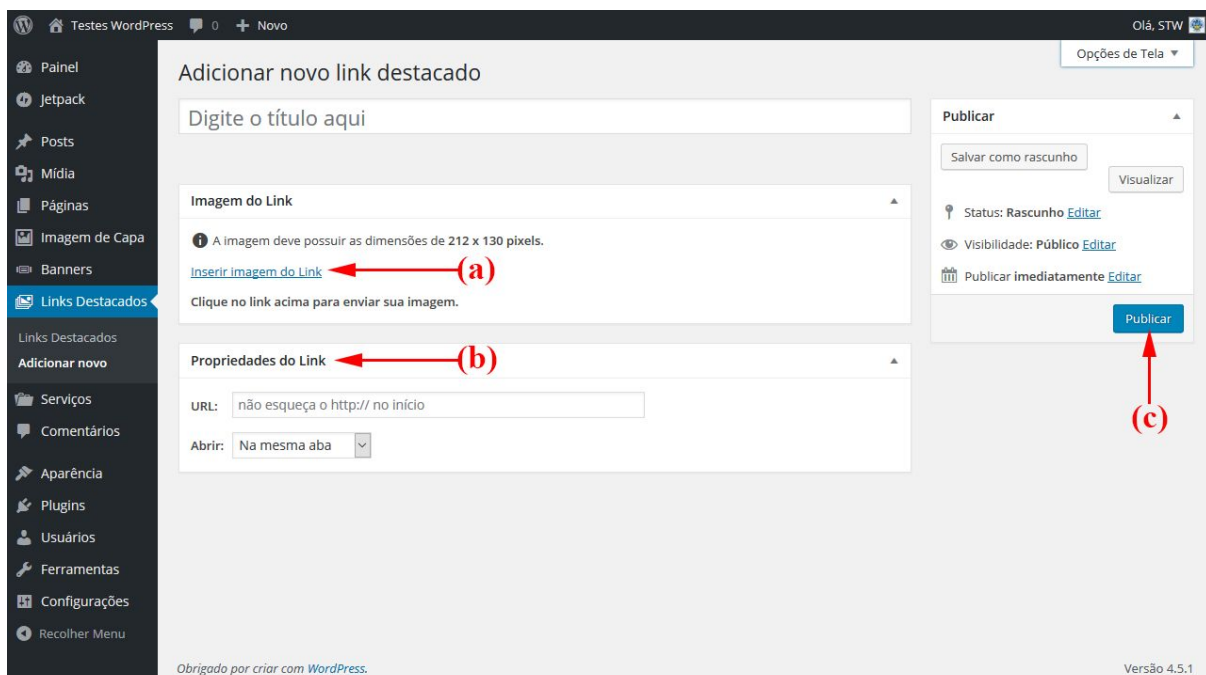 Testes WordPress 0 + Novo Olá, STW
Opções de Tela ▼
Painel
Jetpack
Posts
Mídia
Páginas
Imagem de Capa
Banners
Links Destacados
Links Destacados
Adicionar novo
Serviços
Comentários
Aparência
Plugins
Usuários
Ferramentas
Configurações
Recolher Menu
Adicionar novo link destacado
Digite o título aqui
Imagem do Link
A imagem deve possuir as dimensões de 212 x 130 pixels.
Inserir imagem do Link (a)
Clique no link acima para enviar sua imagem.
Propriedades do Link (b)
URL: não esqueça o http:// no início
Abrir: Na mesma aba
Publicar
Salvar como rascunho
Visualizar
Status: Rascunho Editar
Visibilidade: Público Editar
Publicar imediatamente Editar
Publicar
(c)
Obrigado por criar com WordPress.
Versão 4.5.1